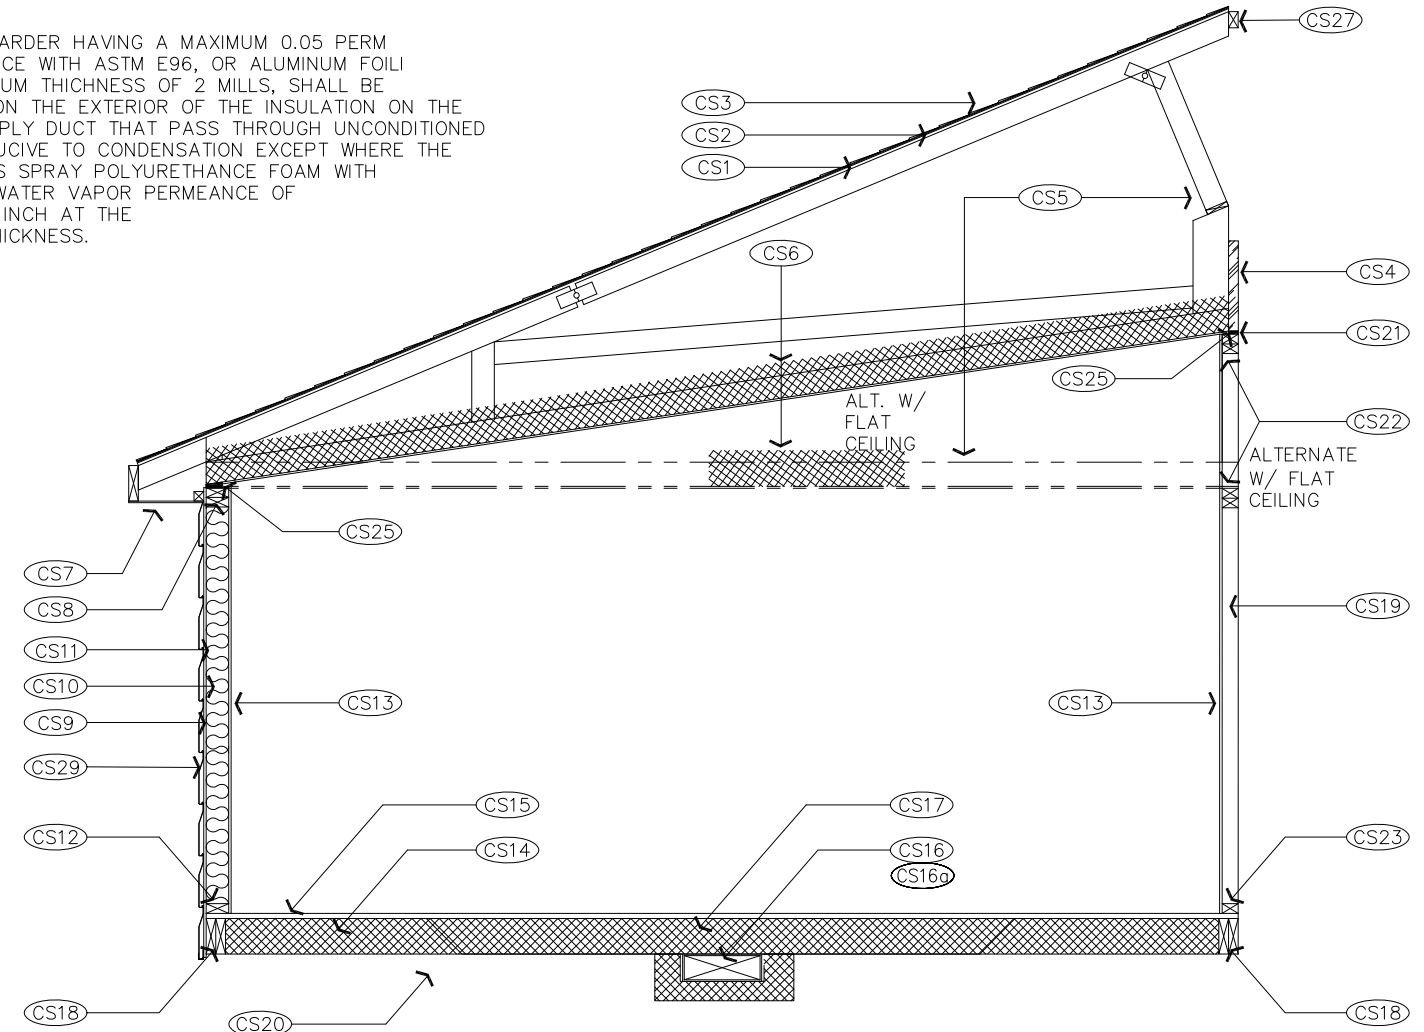 ARDER HAVING A MAXIMUM 0.05 PERM
CE WITH ASTM E96, OR ALUMINUM FOILI
UM THICHNESS OF 2 MILLS, SHALL BE
ON THE EXTERIOR OF THE INSULATION ON THE
PLY DUCT THAT PASS THROUGH UNCONDITIONED
UCIVE TO CONDENSATION EXCEPT WHERE THE
S SPRAY POLYURETHANCE FOAM WITH
WATER VAPOR PERMEANCE OF
INCH AT THE
HICKNESS.
CS27
CS3
CS2
CS1
CS5
CS6
CS4
CS21
CS25
ALT. W/
FLAT
CEILING
CS22
ALTERNATE
W/ FLAT
CEILING
CS25
CS7
CS8
CS19
CS11
CS10
CS13
CS13
CS9
CS29
CS15
CS17
CS12
CS14
CS16
CS23
CS16a
CS18
CS20
CS18